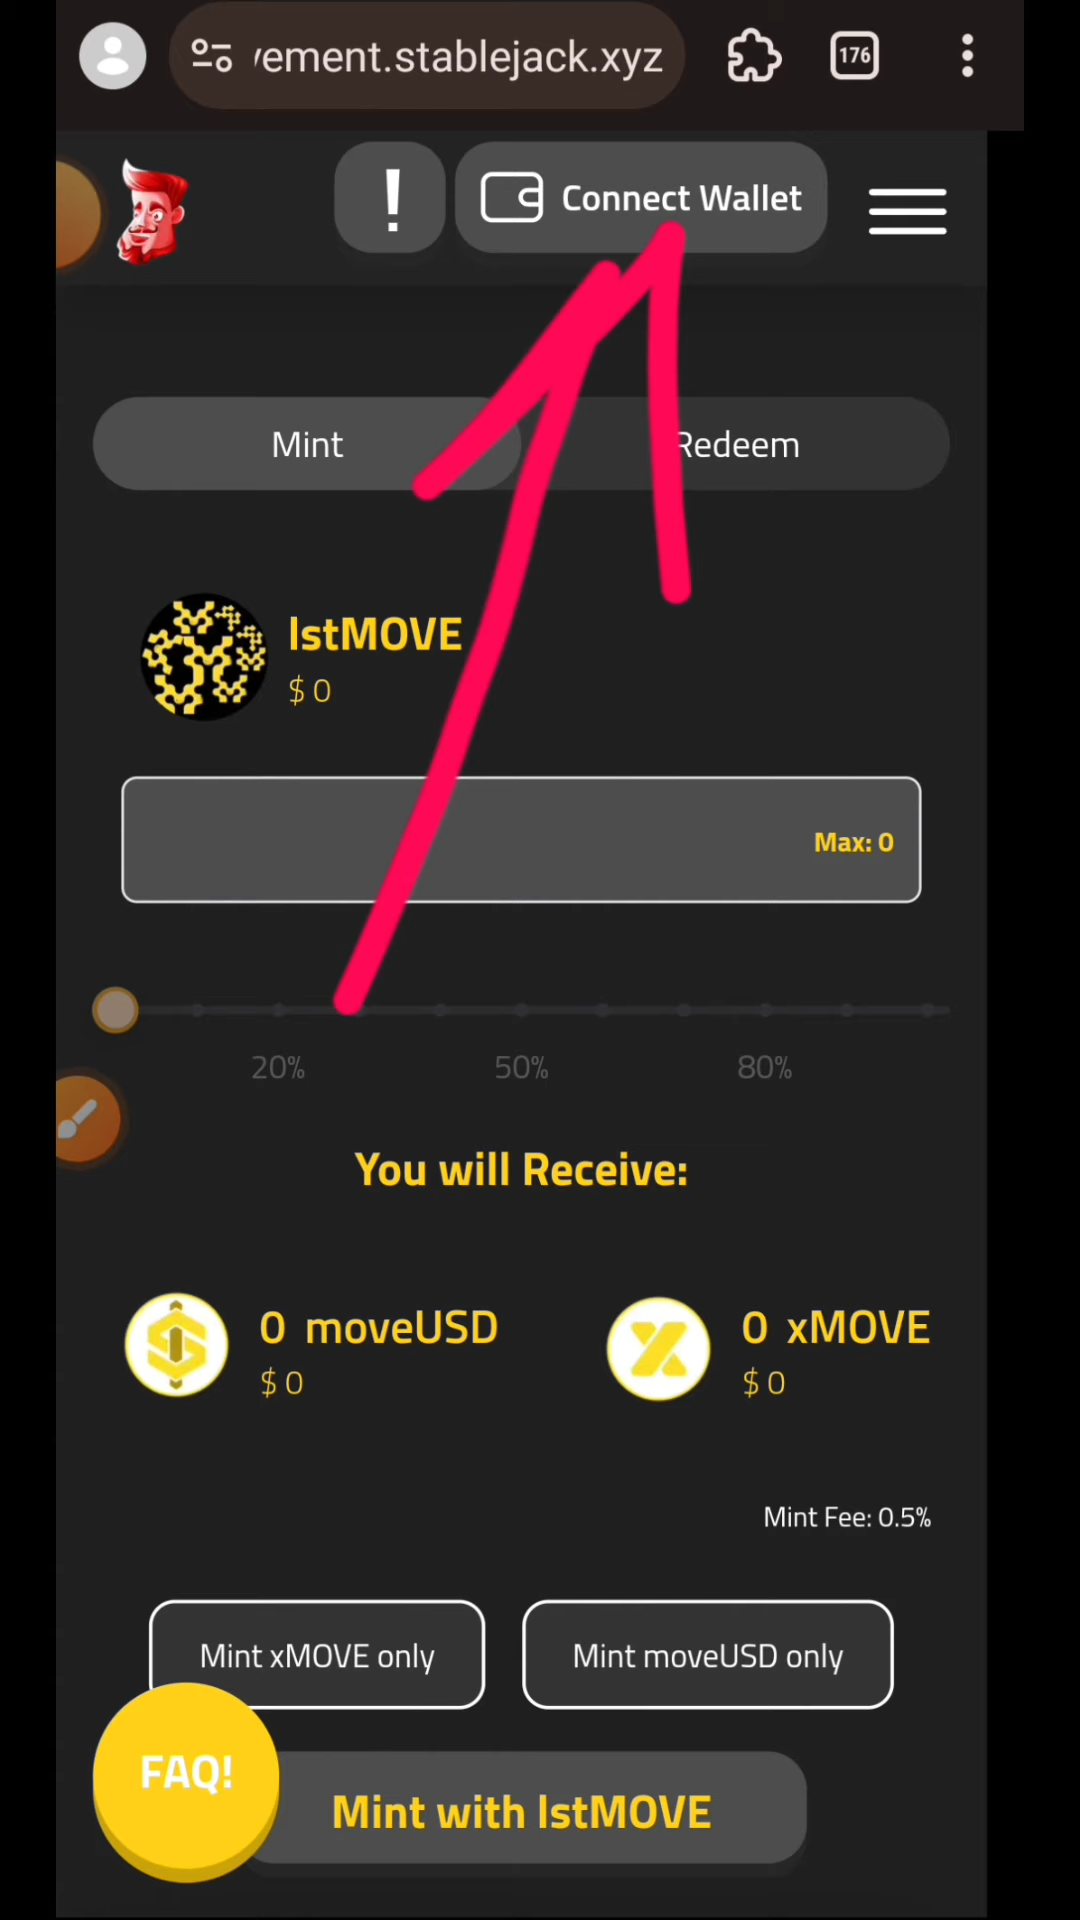 vement.stablejack.xyz
176
!
Connect Wallet
Mint
Redeem
lstMOVE
$ 0
Max: 0
20%
50%
80%
You will Receive:
0 moveUSD
$ 0
0 xMOVE
$ 0
Mint Fee: 0.5%
Mint xMOVE only
Mint moveUSD only
FAQ!
Mint with lstMOVE